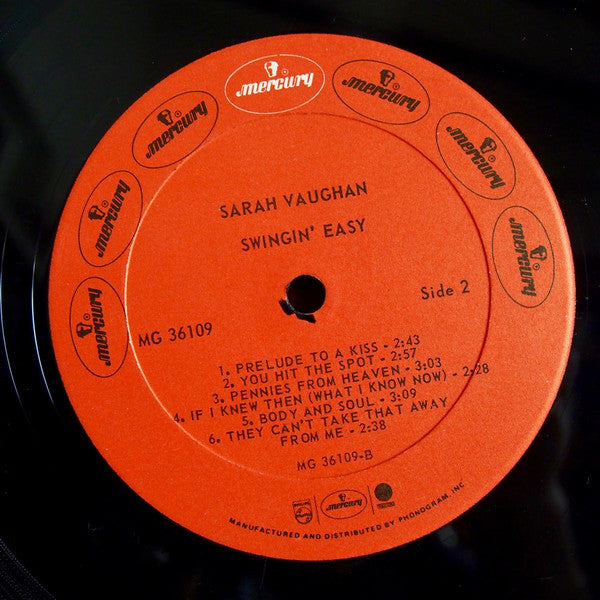 mercury
mercury
mercury
mercury
mercury
mercury
mercury
SARAH VAUGHAN
SWINGIN' EASY
Side 2
MG 36109
1. PRELUDE TO A KISS - 2:43
2. YOU HIT THE SPOT - 2:57
3. PENNIES FROM HEAVEN - 3:03
4. IF I KNEW THEN (WHAT I KNOW NOW) - 2:28
5. BODY AND SOUL - 3:09
6. THEY CAN'T TAKE THAT AWAY
FROM ME - 2:38
MG 36109-B
mercury
MANUFACTURED AND DISTRIBUTED BY PHONOGRAM, INC.